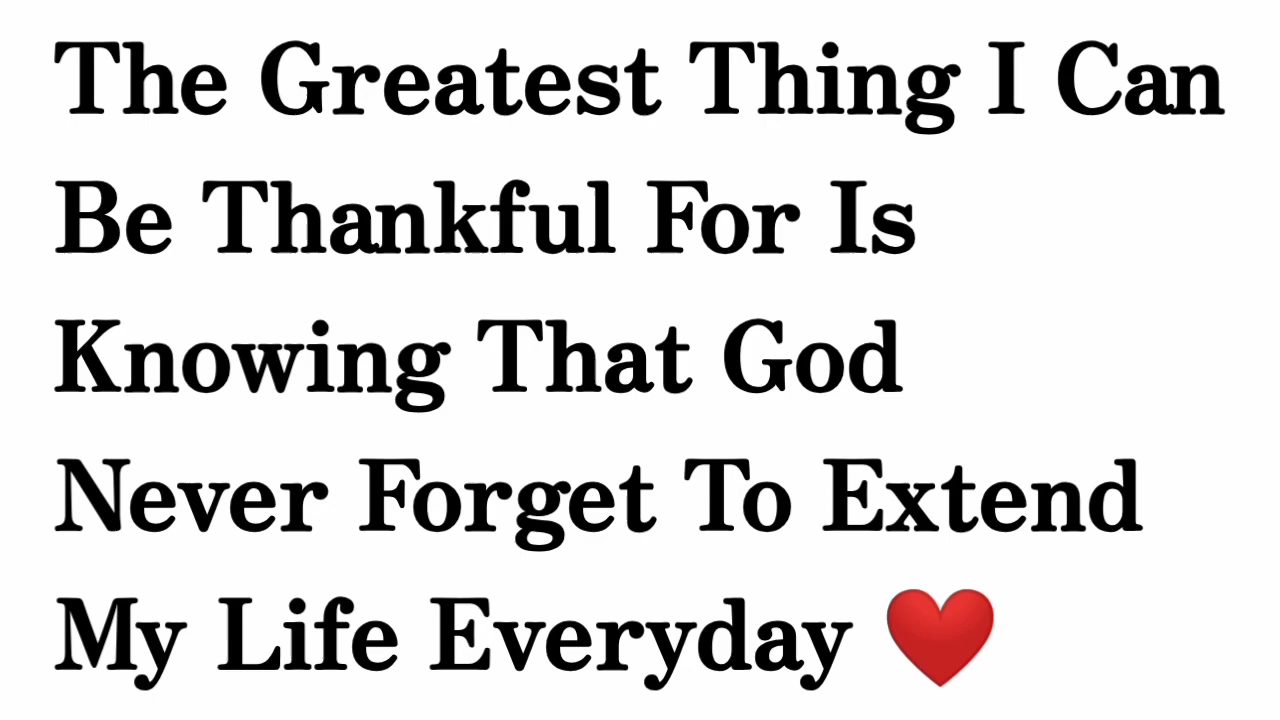 The Greatest Thing I Can
Be Thankful For Is
Knowing That God
Never Forget To Extend
My Life Everyday ❤️